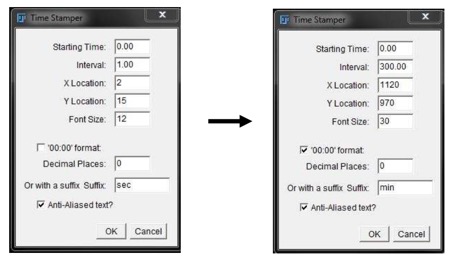 Time Stamper
X
Starting Time: 0.00
Interval: 1.00
X Location: 2
Y Location: 15
Font Size: 12
'00:00' format:
Decimal Places: 0
Or with a suffix Suffix: sec
Anti-Aliased text?
OK Cancel
Time Stamper
X
Starting Time: 0.00
Interval: 300.00
X Location: 1120
Y Location: 970
Font Size: 30
'00:00' format:
Decimal Places: 0
Or with a suffix Suffix: min
Anti-Aliased text?
OK Cancel